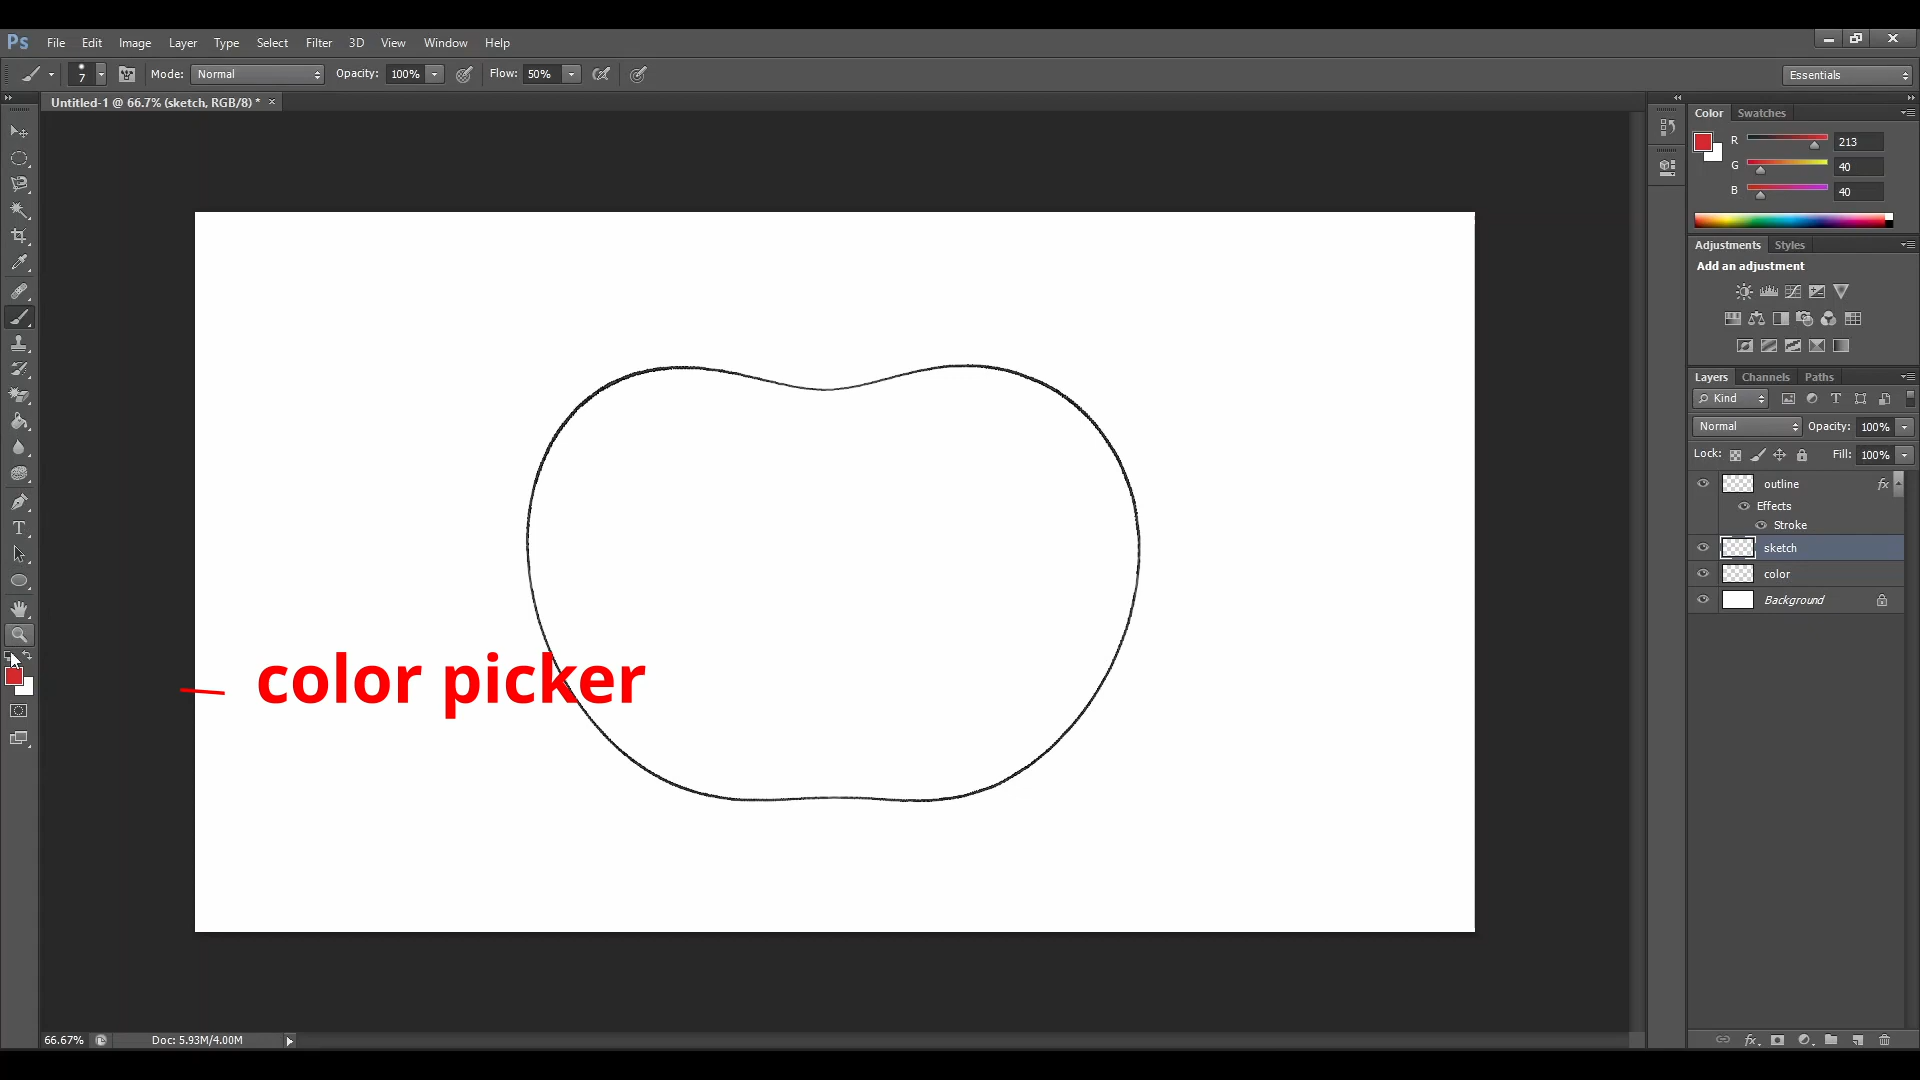 Ps File Edit Image Layer Type Select Filter 3D View Window Help
7 Mode: Normal Opacity: 100% Flow: 50% Essentials
Untitled-1 @ 66.7% (sketch, RGB/8) * ×
Color Swatches
R 213
G 40
B 40
Adjustments Styles
Add an adjustment
Layers Channels Paths
Kind
Normal Opacity: 100%
Lock: Fill: 100%
outline fx
Effects
Stroke
sketch
color
Background
color picker
66.67% Doc: 5.93M/4.00M
fx